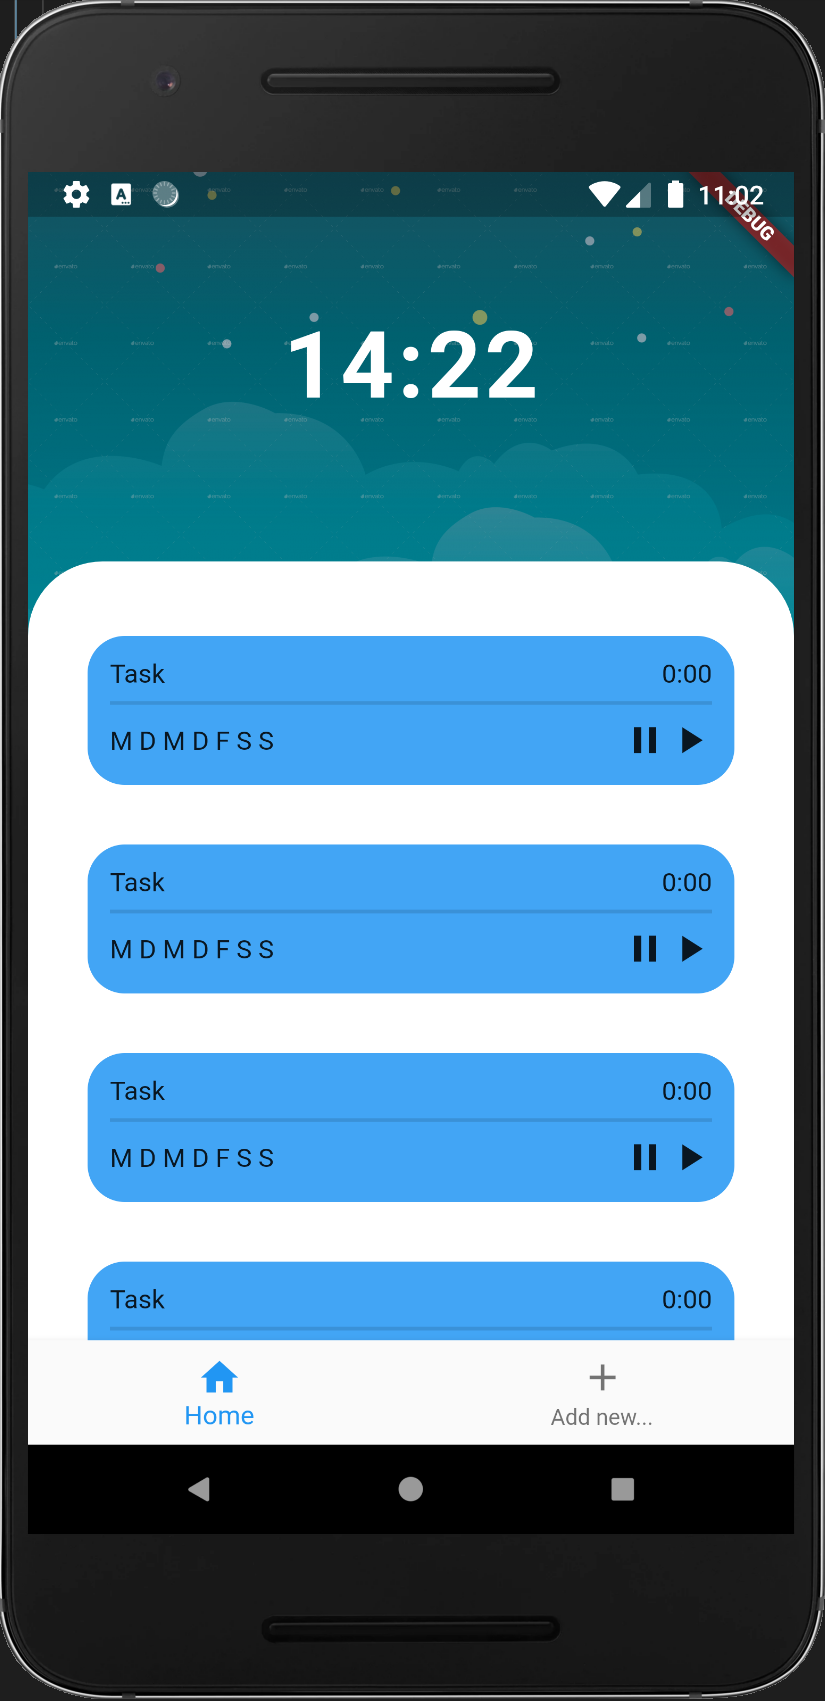 11:02
DEBUG
14:22
Task 0:00
M D M D F S S
Task 0:00
M D M D F S S
Task 0:00
M D M D F S S
Task 0:00
Home
Add new...
envato